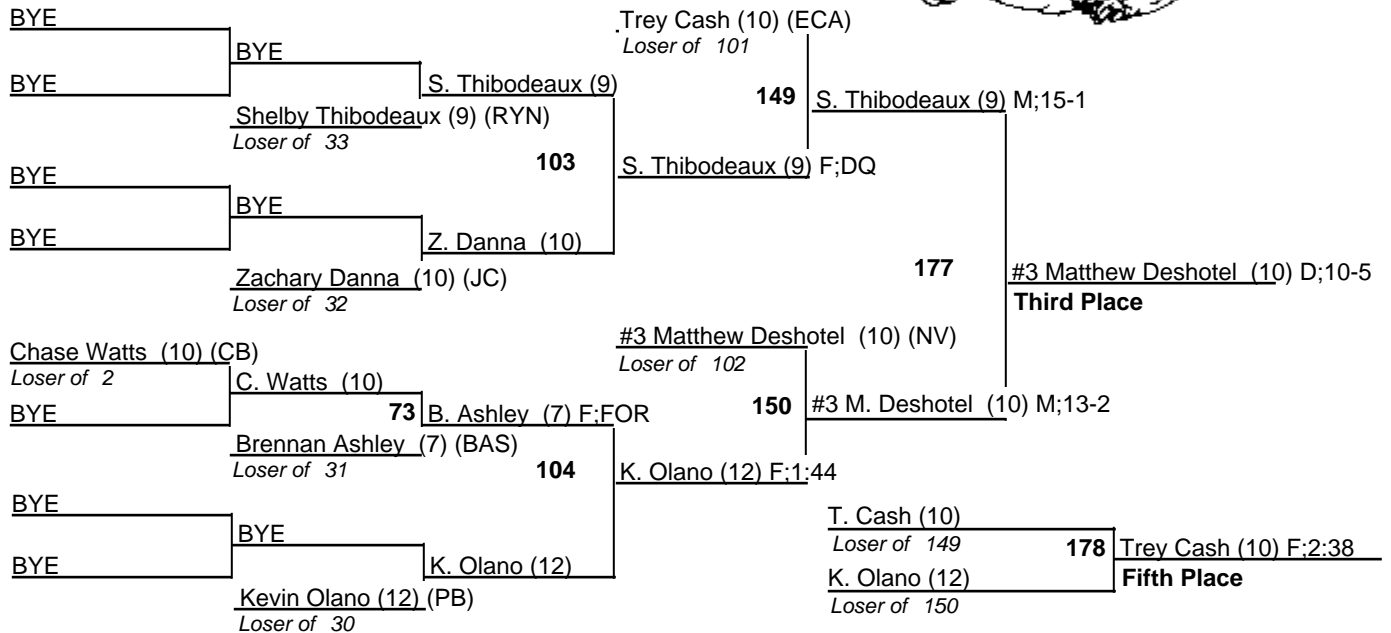 BYE
Trey Cash (10) (ECA)
Loser of 101
BYE
BYE
S. Thibodeaux (9)
149
S. Thibodeaux (9) M;15-1
Shelby Thibodeaux (9) (RYN)
Loser of 33
103
S. Thibodeaux (9) F;DQ
BYE
BYE
BYE
Z. Danna (10)
177
#3 Matthew Deshotel (10) D;10-5
Third Place
Zachary Danna (10) (JC)
Loser of 32
#3 Matthew Deshotel (10) (NV)
Loser of 102
Chase Watts (10) (CB)
Loser of 2
C. Watts (10)
BYE
73
B. Ashley (7) F;FOR
150
#3 M. Deshotel (10) M;13-2
Brennan Ashley (7) (BAS)
Loser of 31
104
K. Olano (12) F;1:44
BYE
BYE
BYE
K. Olano (12)
Kevin Olano (12) (PB)
Loser of 30
T. Cash (10)
Loser of 149
178
Trey Cash (10) F;2:38
Fifth Place
K. Olano (12)
Loser of 150